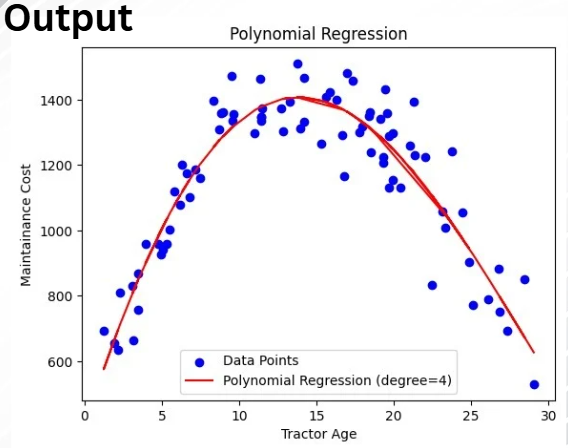 Output
Polynomial Regression
Maintainance Cost
1400
1200
1000
800
600
Data Points
Polynomial Regression (degree=4)
0 5 10 15 20 25 30
Tractor Age